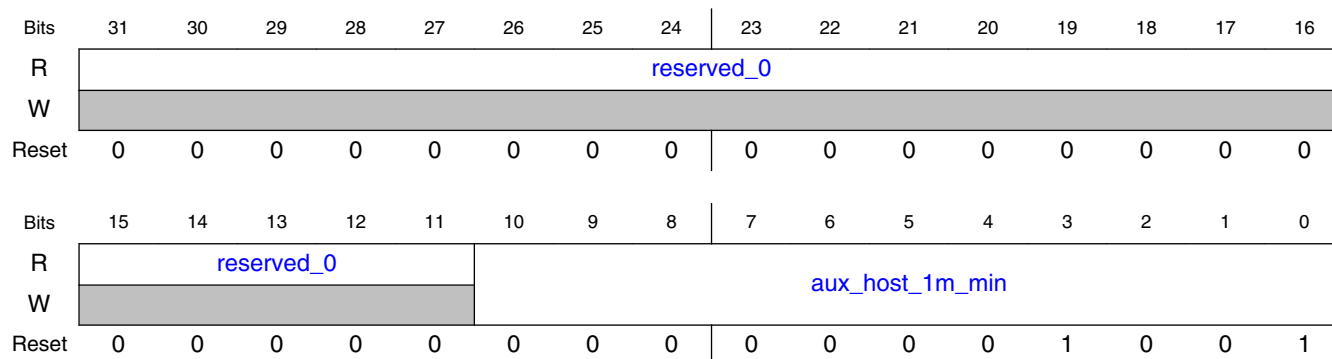 Bits 31 30 29 28 27 26 25 24 23 22 21 20 19 18 17 16
R reserved_0
W
Reset 0 0 0 0 0 0 0 0 0 0 0 0 0 0 0 0
Bits 15 14 13 12 11 10 9 8 7 6 5 4 3 2 1 0
R reserved_0 aux_host_1m_min
W
Reset 0 0 0 0 0 0 0 0 0 0 0 0 1 0 0 1